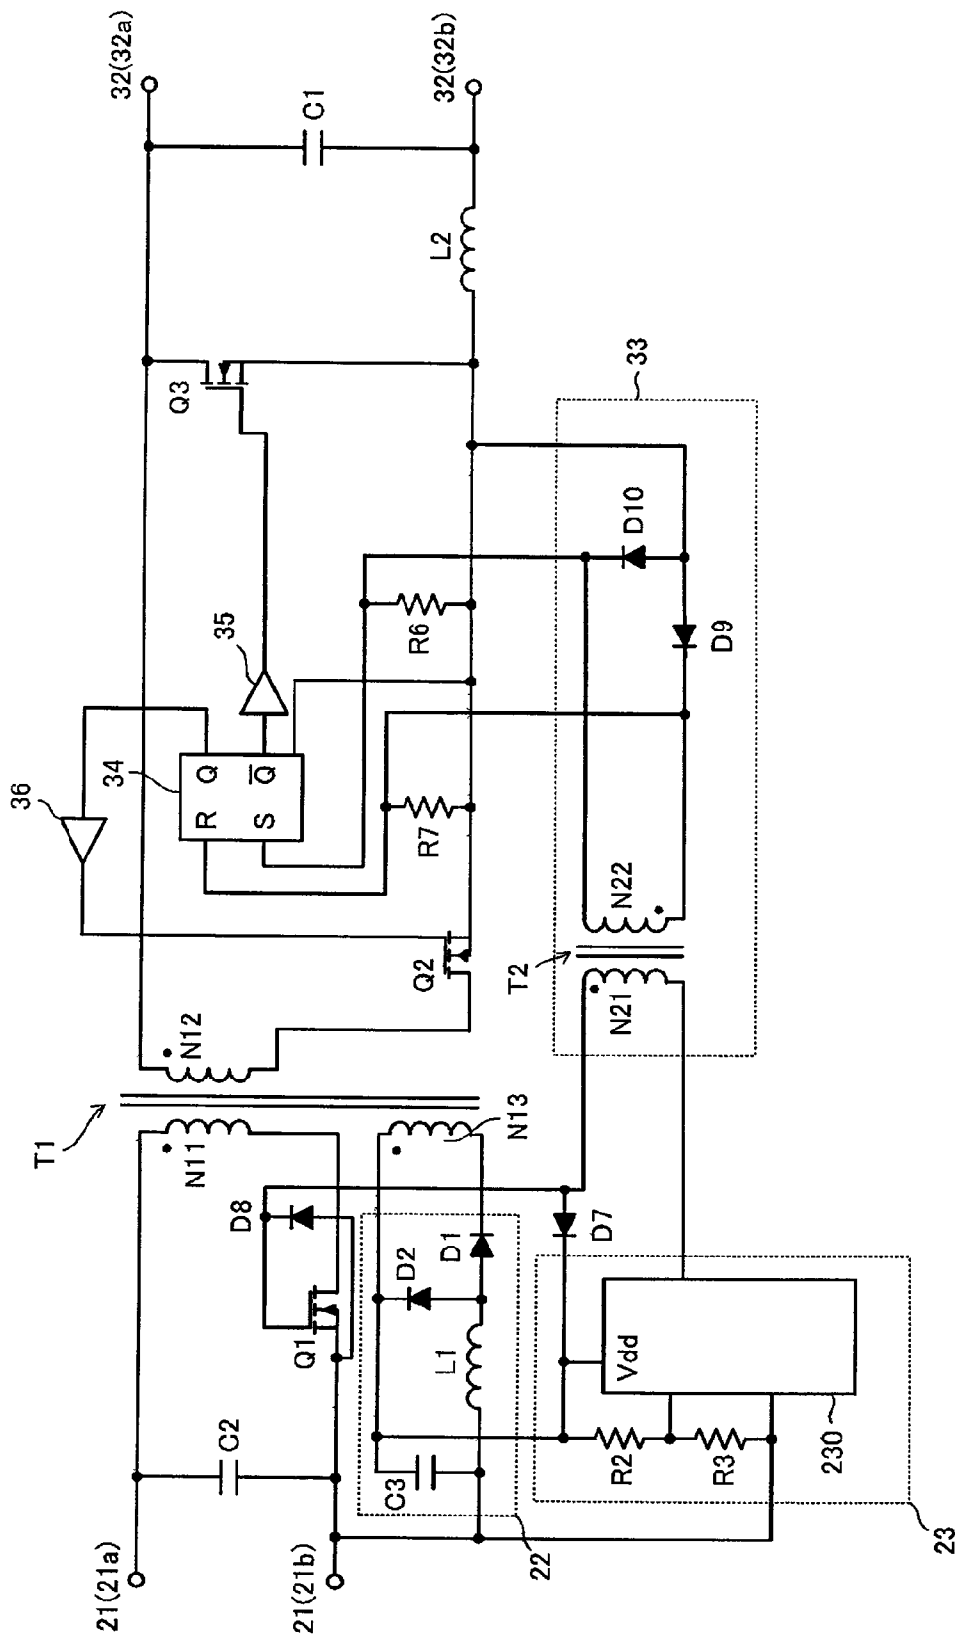 32(32a)
32(32b)
C1
L2
Q3
33
35
34
36
R
Q
S
Q̅
R6
R7
D10
D9
Q2
N12
T1
N11
N13
T2
N22
N21
D8
Q1
D2
D1
L1
D7
C2
C3
Vdd
R2
R3
230
22
23
21(21a)
21(21b)